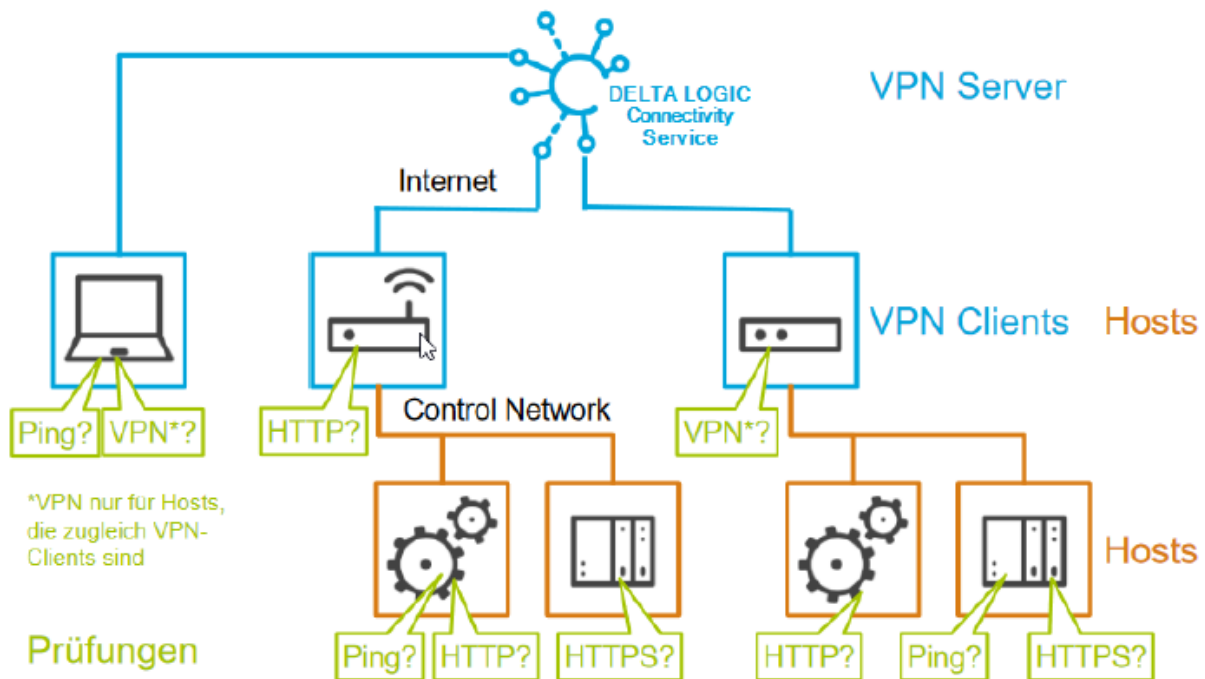 DELTA LOGIC
Connectivity
Service
VPN Server
Internet
VPN Clients
Hosts
Ping?
VPN*?
HTTP?
Control Network
VPN*?
*VPN nur für Hosts,
die zugleich VPN-
Clients sind
Hosts
Prüfungen
Ping?
HTTP?
HTTPS?
HTTP?
Ping?
HTTPS?